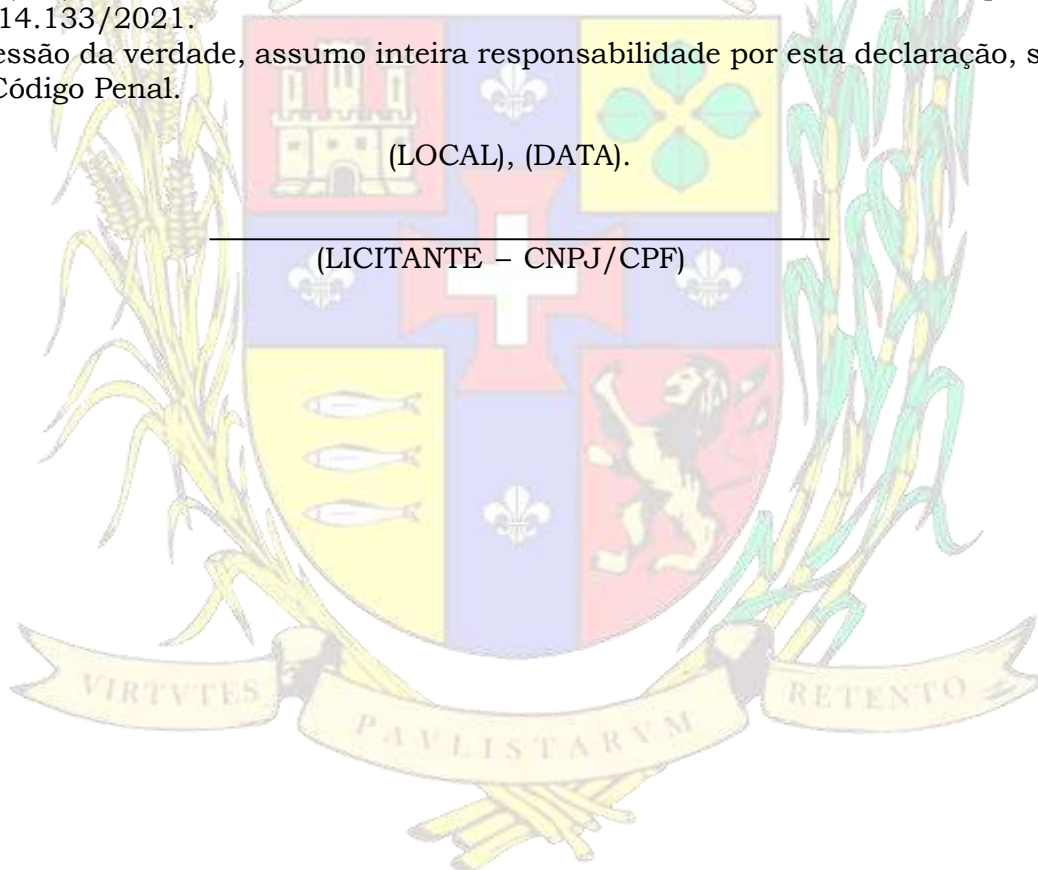 14.133/2021.
essão da verdade, assumo inteira responsabilidade por esta declaração, s
Código Penal.
(LOCAL), (DATA).
(LICITANTE – CNPJ/CPF)
VIRTVTES PAVLISTARVM RETENTO